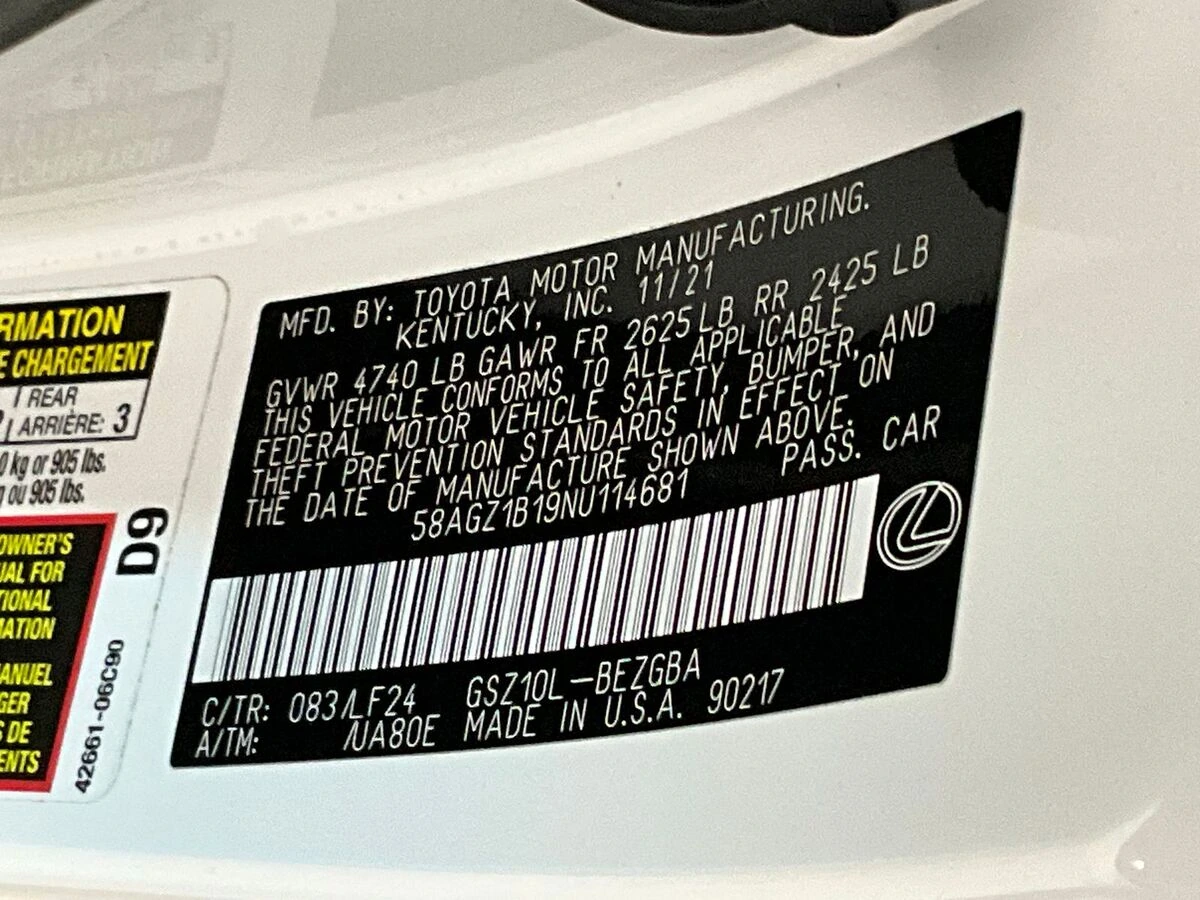 MFD. BY: TOYOTA MOTOR MANUFACTURING.
KENTUCKY, INC. 11/21
GVWR 4740 LB GAWR FR 2625 LB RR 2425 LB
THIS VEHICLE CONFORMS TO ALL APPLICABLE
FEDERAL MOTOR VEHICLE SAFETY, BUMPER, AND
THEFT PREVENTION STANDARDS IN EFFECT ON
THE DATE OF MANUFACTURE SHOWN ABOVE.
58AGZ1B19NU114681 PASS. CAR
C/TR: 083/LF24 GSZ10L-BEZGBA
A/TM: /UA80E MADE IN U.S.A. 90217
RMATION
E CHARGEMENT
REAR
ARRIÈRE: 3
0 kg or 905 lbs.
ou 905 lbs.
OWNER'S
UAL FOR
TIONAL
MATION
MANUEL
GER
S DE
ENTS
D9
42661-06C90